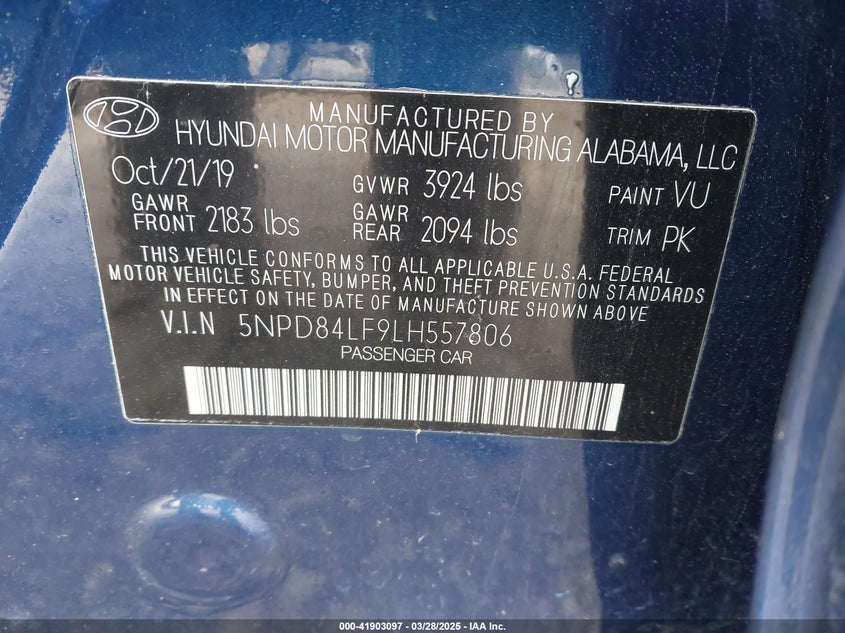 MANUFACTURED BY
HYUNDAI MOTOR MANUFACTURING ALABAMA, LLC
Oct/21/19 GVWR 3924 lbs PAINT VU
GAWR FRONT 2183 lbs GAWR REAR 2094 lbs TRIM PK
THIS VEHICLE CONFORMS TO ALL APPLICABLE U.S.A. FEDERAL
MOTOR VEHICLE SAFETY, BUMPER, AND THEFT PREVENTION STANDARDS
IN EFFECT ON THE DATE OF MANUFACTURE SHOWN ABOVE
V.I.N 5NPD84LF9LH557806
PASSENGER CAR
000-41903097 — 03/28/2025 — IAA Inc.